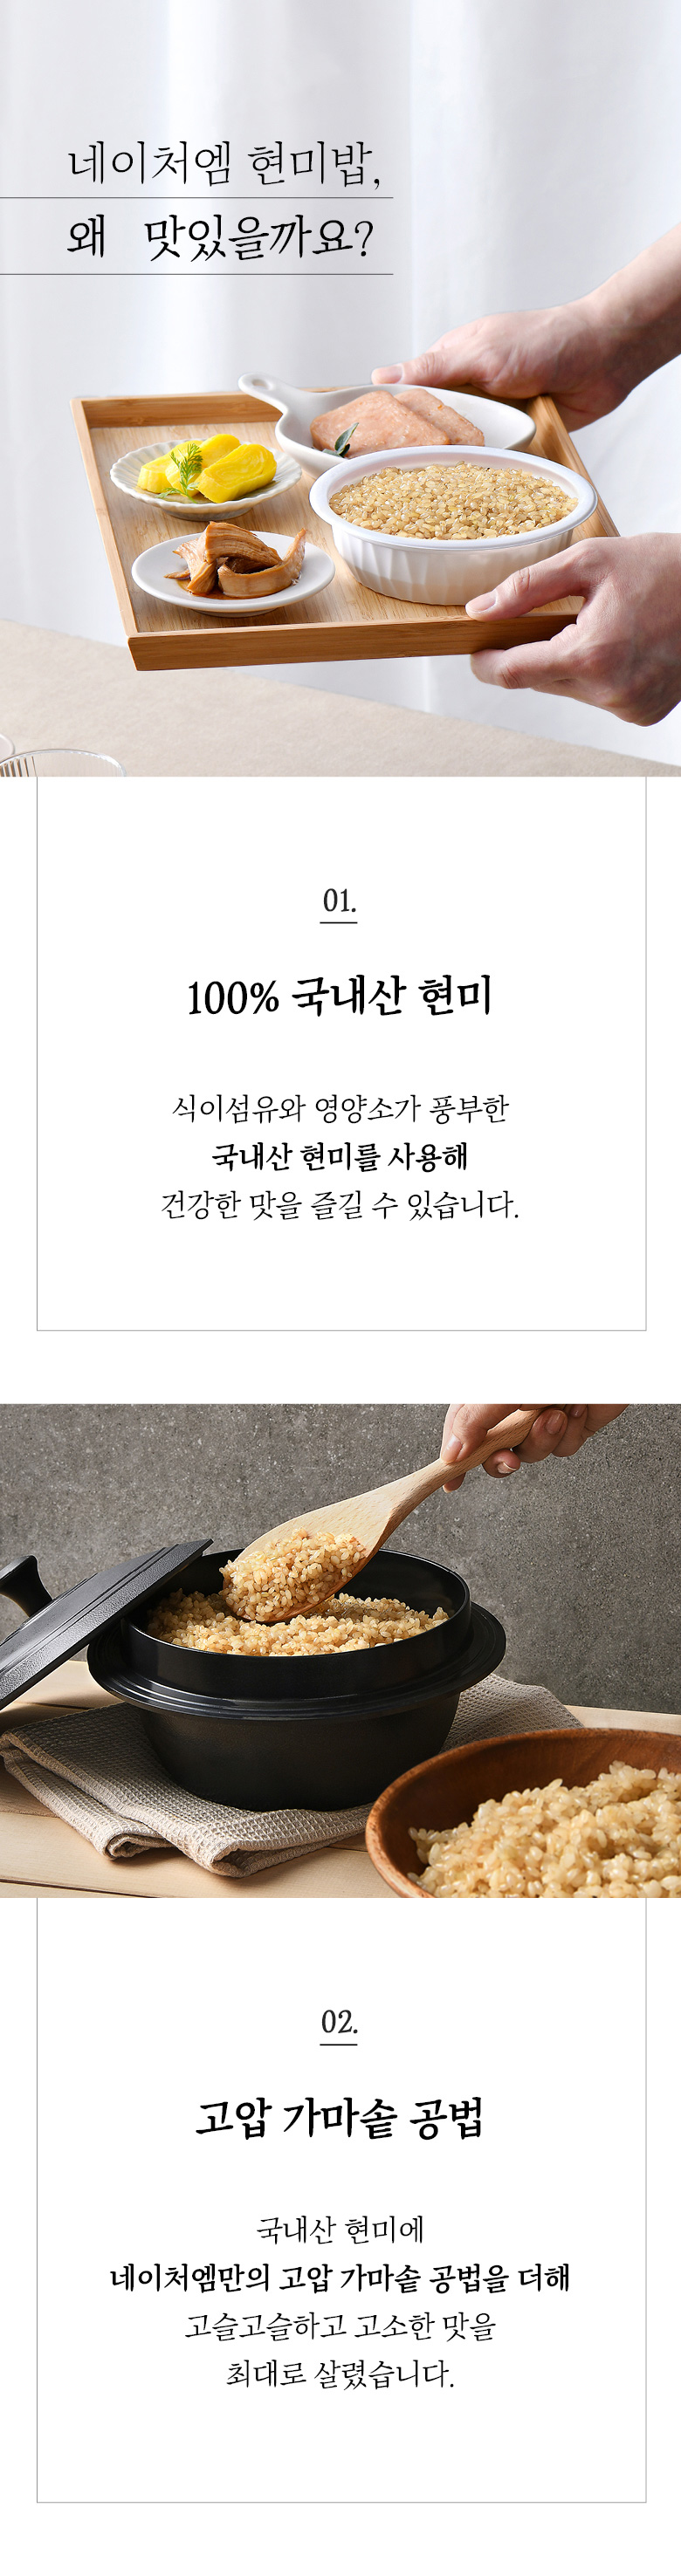 네이처엠 현미밥,
왜 맛있을까요?
01.
100% 국내산 현미
식이섬유와 영양소가 풍부한
국내산 현미를 사용해
건강한 맛을 즐길 수 있습니다.
02.
고압 가마솥 공법
국내산 현미에
네이처엠만의 고압 가마솥 공법을 더해
고슬고슬하고 고소한 맛을
최대로 살렸습니다.